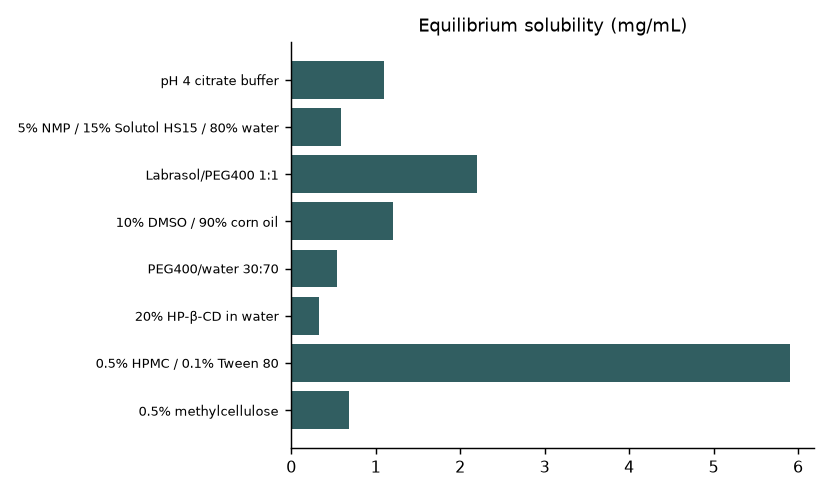 Equilibrium solubility (mg/mL)
pH 4 citrate buffer
5% NMP / 15% Solutol HS15 / 80% water
Labrasol/PEG400 1:1
10% DMSO / 90% corn oil
PEG400/water 30:70
20% HP-β-CD in water
0.5% HPMC / 0.1% Tween 80
0.5% methylcellulose
0 1 2 3 4 5 6